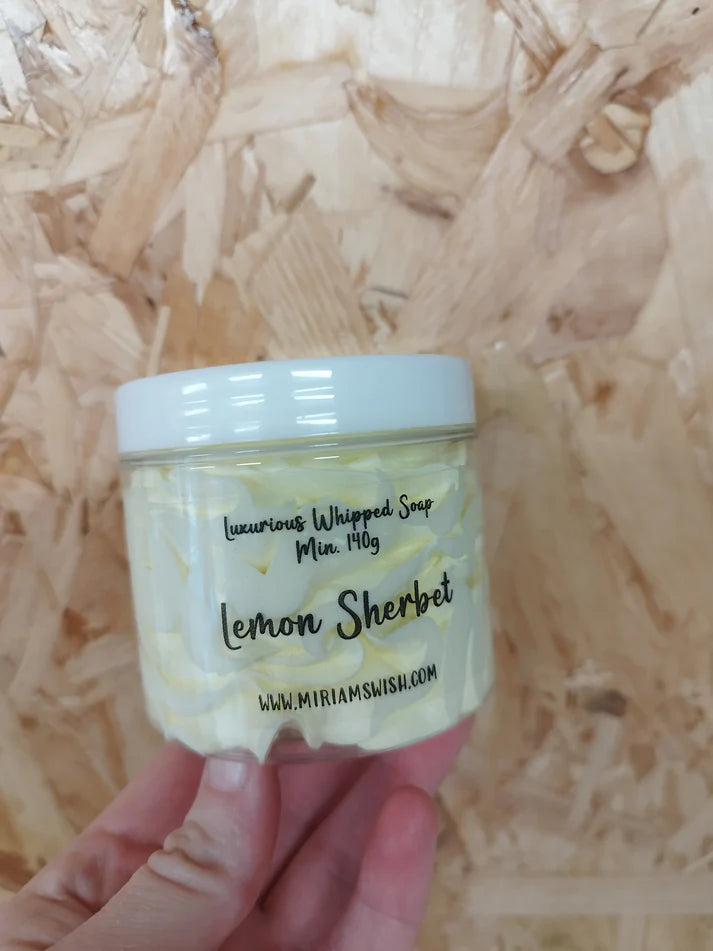 Luxurious Whipped Soap
Min. 140g
Lemon Sherbet
WWW.MIRIAMSWISH.COM